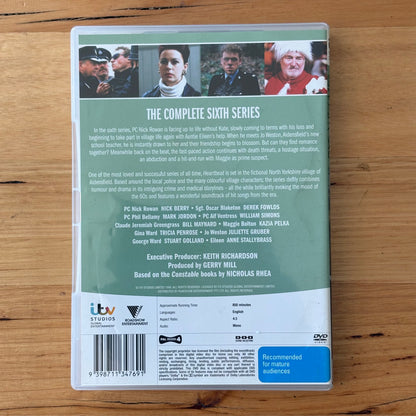 THE COMPLETE SIXTH SERIES
In the sixth series, PC Nick Rowan is facing up to life without Kate, slowly coming to terms with his loss and
beginning to take part in village life again with Auntie Eileen's help. When he meets Jo Weston, Aidensfield's new
school teacher, he is instantly drawn to her and their friendship begins to blossom. But can they find romance
together? Meanwhile back on the beat, the fast-paced action continues with death threats, a hostage situation,
an abduction and a hit-and-run with Maggie as prime suspect.
One of the most loved and successful series of all time, Heartbeat is set in the fictional North Yorkshire village of
Aidensfield. Based around the local police and the many colourful village characters, the series deftly combines
humour and drama in its intriguing crime and medical storylines - all the while brilliantly evoking the mood of
the 60s and features a wonderful soundtrack of hit songs from the era.
PC Nick Rowan NICK BERRY • Sgt. Oscar Blaketon DEREK FOWLDS
PC Phil Bellamy MARK JORDON • PC Alf Ventress WILLIAM SIMONS
Claude Jeremiah Greengrass BILL MAYNARD • Maggie Bolton KAZIA PELKA
Gina Ward TRICIA PENROSE • Jo Weston JULIETTE GRUBER
George Ward STUART GOLLAND • Eileen ANNE STALLYBRASS
Executive Producer: KEITH RICHARDSON
Produced by GERRY MILL
Based on the Constable books by NICHOLAS RHEA
itv
STUDIOS
GLOBAL
ENTERTAINMENT
ROADSHOW
ENTERTAINMENT
Approximate Running Time: 850 minutes
Languages: English
Aspect Ratio: 4:3
Audio: Mono
DVD
VIDEO
4
9 398711 347691
Recommended
for mature
audiences